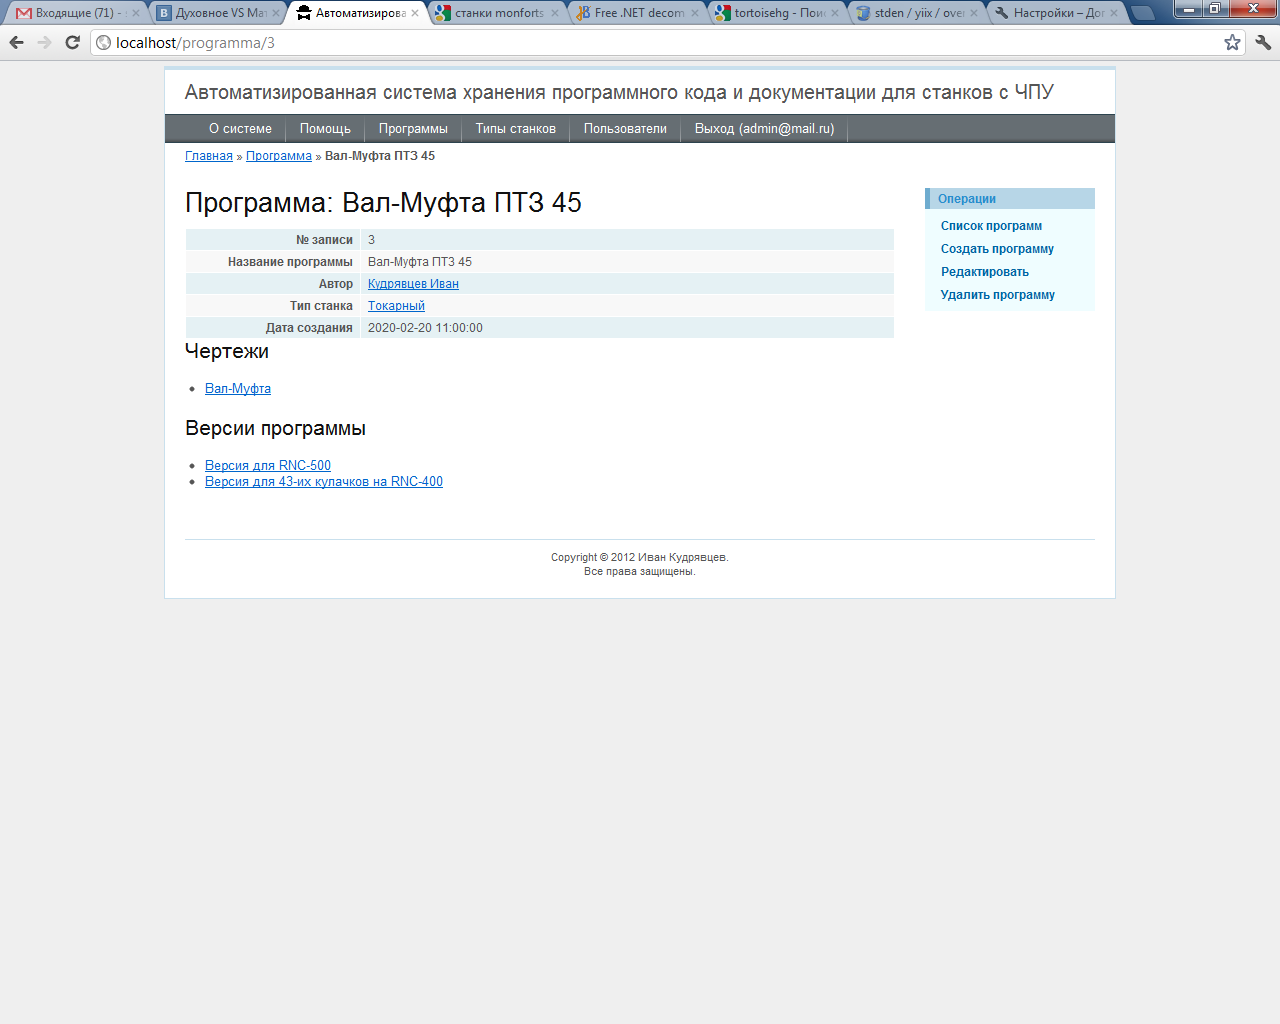 Входящие (71) -
Духовное VS Мат
Автоматизирова
станки monforts
Free .NET decom
tortoisehg - Пои
stden / yiix / over
Настройки – До
localhost/programma/3
Автоматизированная система хранения программного кода и документации для станков с ЧПУ
О системе Помощь Программы Типы станков Пользователи Выход (admin@mail.ru)
Главная » Программа » Вал-Муфта ПТЗ 45
Программа: Вал-Муфта ПТЗ 45
№ записи 3
Название программы Вал-Муфта ПТЗ 45
Автор Кудрявцев Иван
Тип станка Токарный
Дата создания 2020-02-20 11:00:00
Чертежи
Вал-Муфта
Версии программы
Версия для RNC-500
Версия для 43-их кулачков на RNC-400
Операции
Список программ
Создать программу
Редактировать
Удалить программу
Copyright © 2012 Иван Кудрявцев.
Все права защищены.